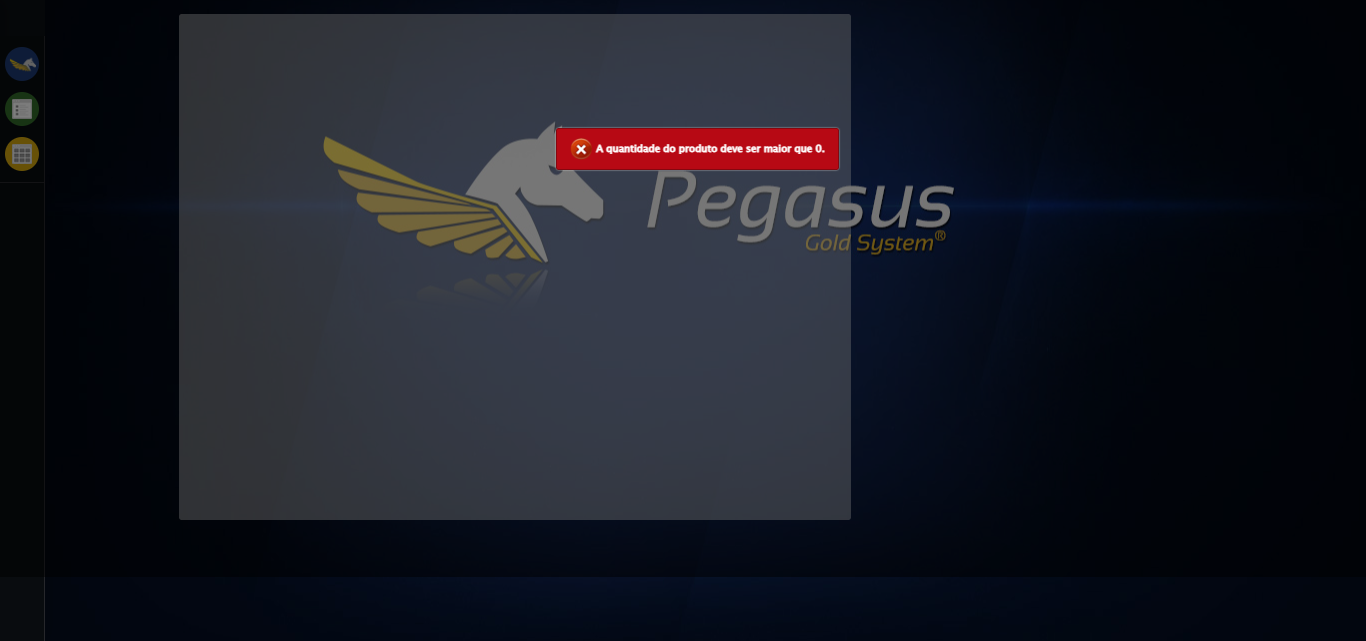 A quantidade do produto deve ser maior que 0.
Pegasus
Gold System®